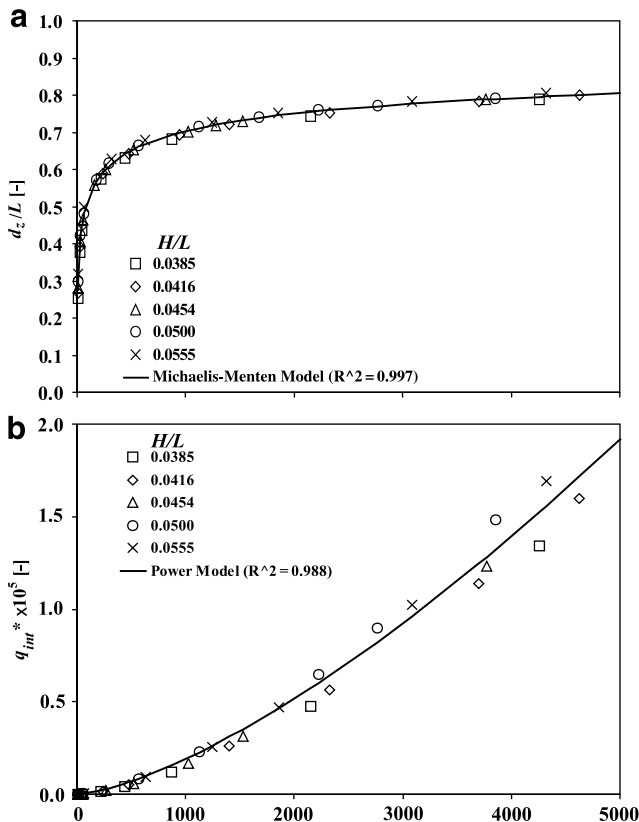 a
1.0
0.9
0.8
0.7
0.6
0.5
0.4
0.3
0.2
0.1
0.0
d_z/L [-]
H/L
0.0385
0.0416
0.0454
0.0500
0.0555
Michaelis-Menten Model (R^2 = 0.997)
b
2.0
1.5
1.0
0.5
0.0
q_int* x10⁵ [-]
H/L
0.0385
0.0416
0.0454
0.0500
0.0555
Power Model (R^2 = 0.988)
0 1000 2000 3000 4000 5000